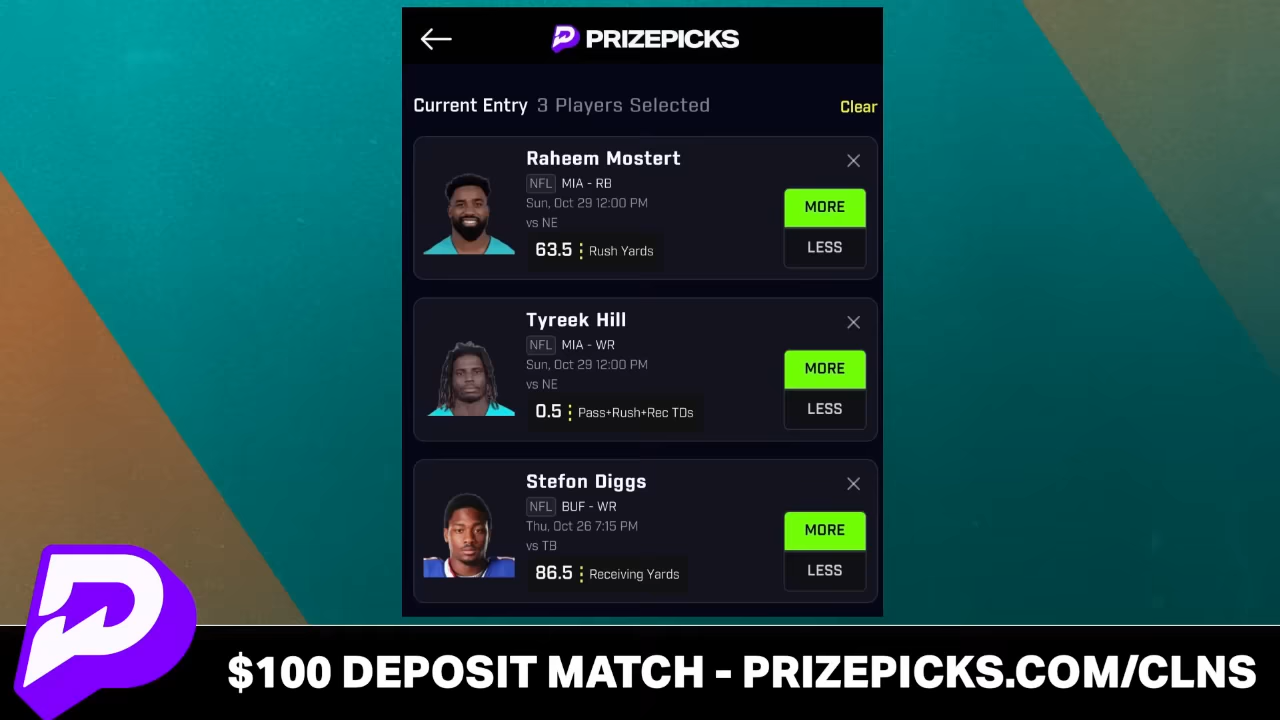 PRIZEPICKS
Current Entry 3 Players Selected Clear
Raheem Mostert
NFL MIA - RB
Sun, Oct 29 12:00 PM
vs NE
63.5 Rush Yards
MORE
LESS
Tyreek Hill
NFL MIA - WR
Sun, Oct 29 12:00 PM
vs NE
0.5 Pass+Rush+Rec TDs
MORE
LESS
Stefon Diggs
NFL BUF - WR
Thu, Oct 26 7:15 PM
vs TB
86.5 Receiving Yards
MORE
LESS
$100 DEPOSIT MATCH - PRIZEPICKS.COM/CLNS